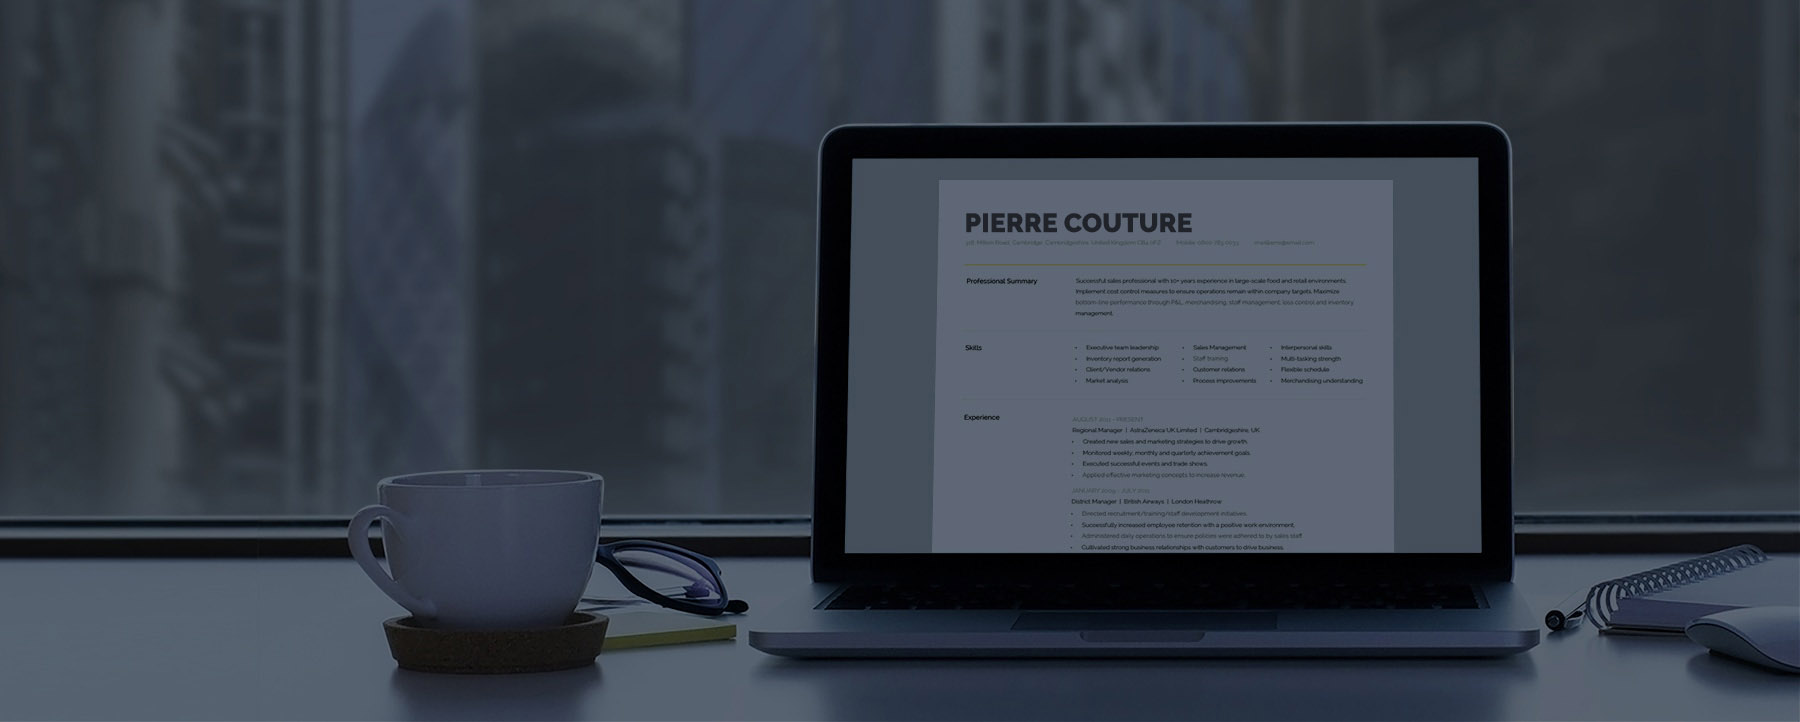 PIERRE COUTURE
318, Milton Road, Cambridge, Cambridgeshire, United Kingdom CB4 Mobile:
Professional Summary
Successful sales professional with 10+ years experience in large-scale food and retail environments.
Implement cost control measures to ensure operations remain within company targets. Maximize
bottom-line performance through P&L, merchandising, staff management, loss control and inventory
management.
Skills
• Executive team leadership • Sales Management • Interpersonal skills
• Inventory report generation • Staff training • Multi-tasking strength
• Client/Vendor relations • Customer relations • Flexible schedule
• Market analysis • Process improvements • Merchandising understanding
Experience
AUGUST 2011 - PRESENT
Regional Manager | AstraZeneca UK Limited | Cambridgeshire, UK
• Created new sales and marketing strategies to drive growth.
• Monitored weekly, monthly and quarterly achievement goals.
• Executed successful events and trade shows.
• Applied effective marketing concepts to increase revenue.
JANUARY 2009 - JULY 2011
District Manager | British Airways | London Heathrow
• Directed recruitment/training/staff development initiatives.
• Successfully increased employee retention with a positive work environment.
• Administered daily operations to ensure policies were adhered to by sales staff
• Cultivated strong business relationships with customers to drive business.